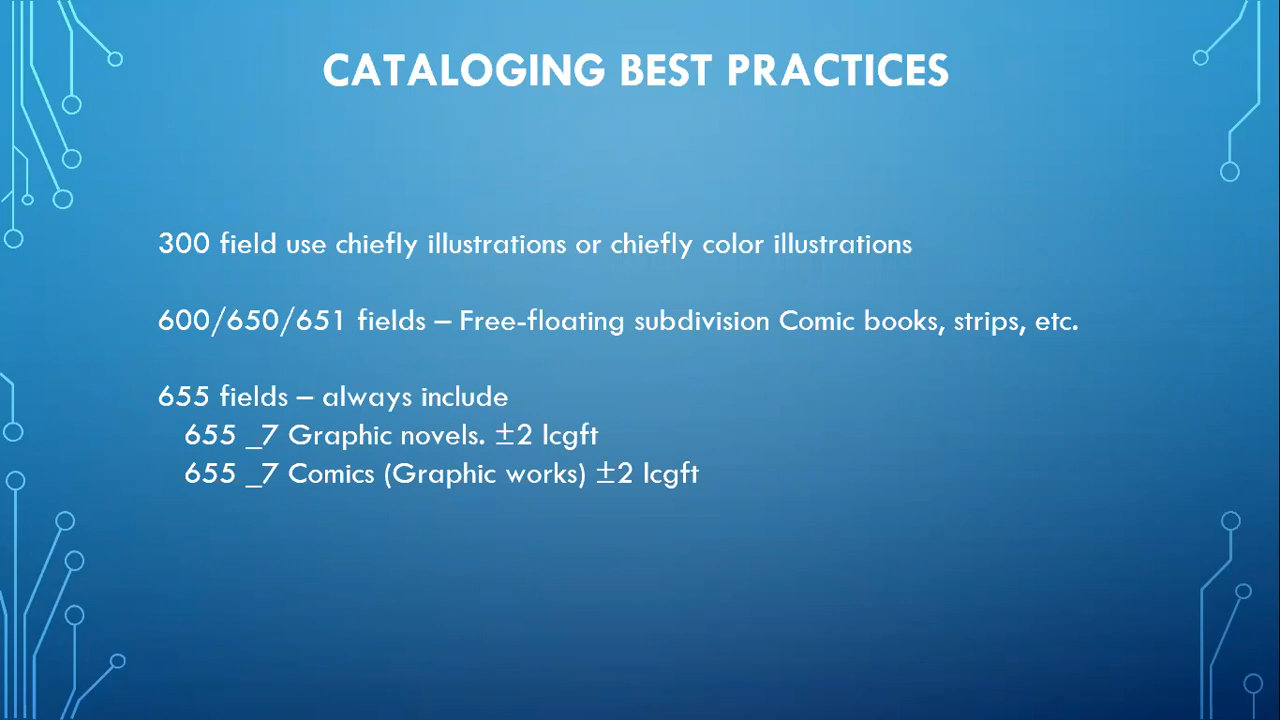 CATALOGING BEST PRACTICES
300 field use chiefly illustrations or chiefly color illustrations
600/650/651 fields – Free-floating subdivision Comic books, strips, etc.
655 fields – always include
655 _7 Graphic novels. ±2 lcgft
655 _7 Comics (Graphic works) ±2 lcgft